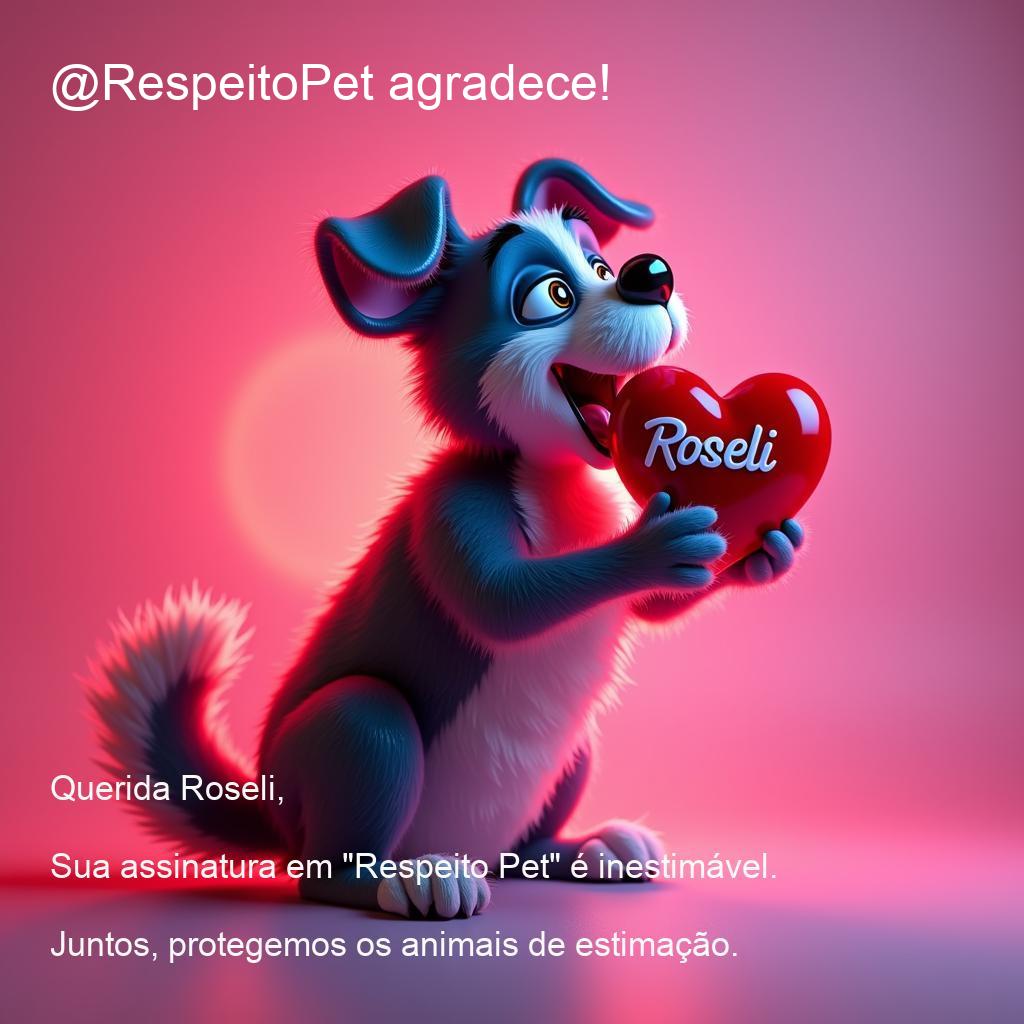 @RespeitoPet agradece!
Roseli
Querida Roseli,
Sua assinatura em "Respeito Pet" é inestimável.
Juntos, protegemos os animais de estimação.